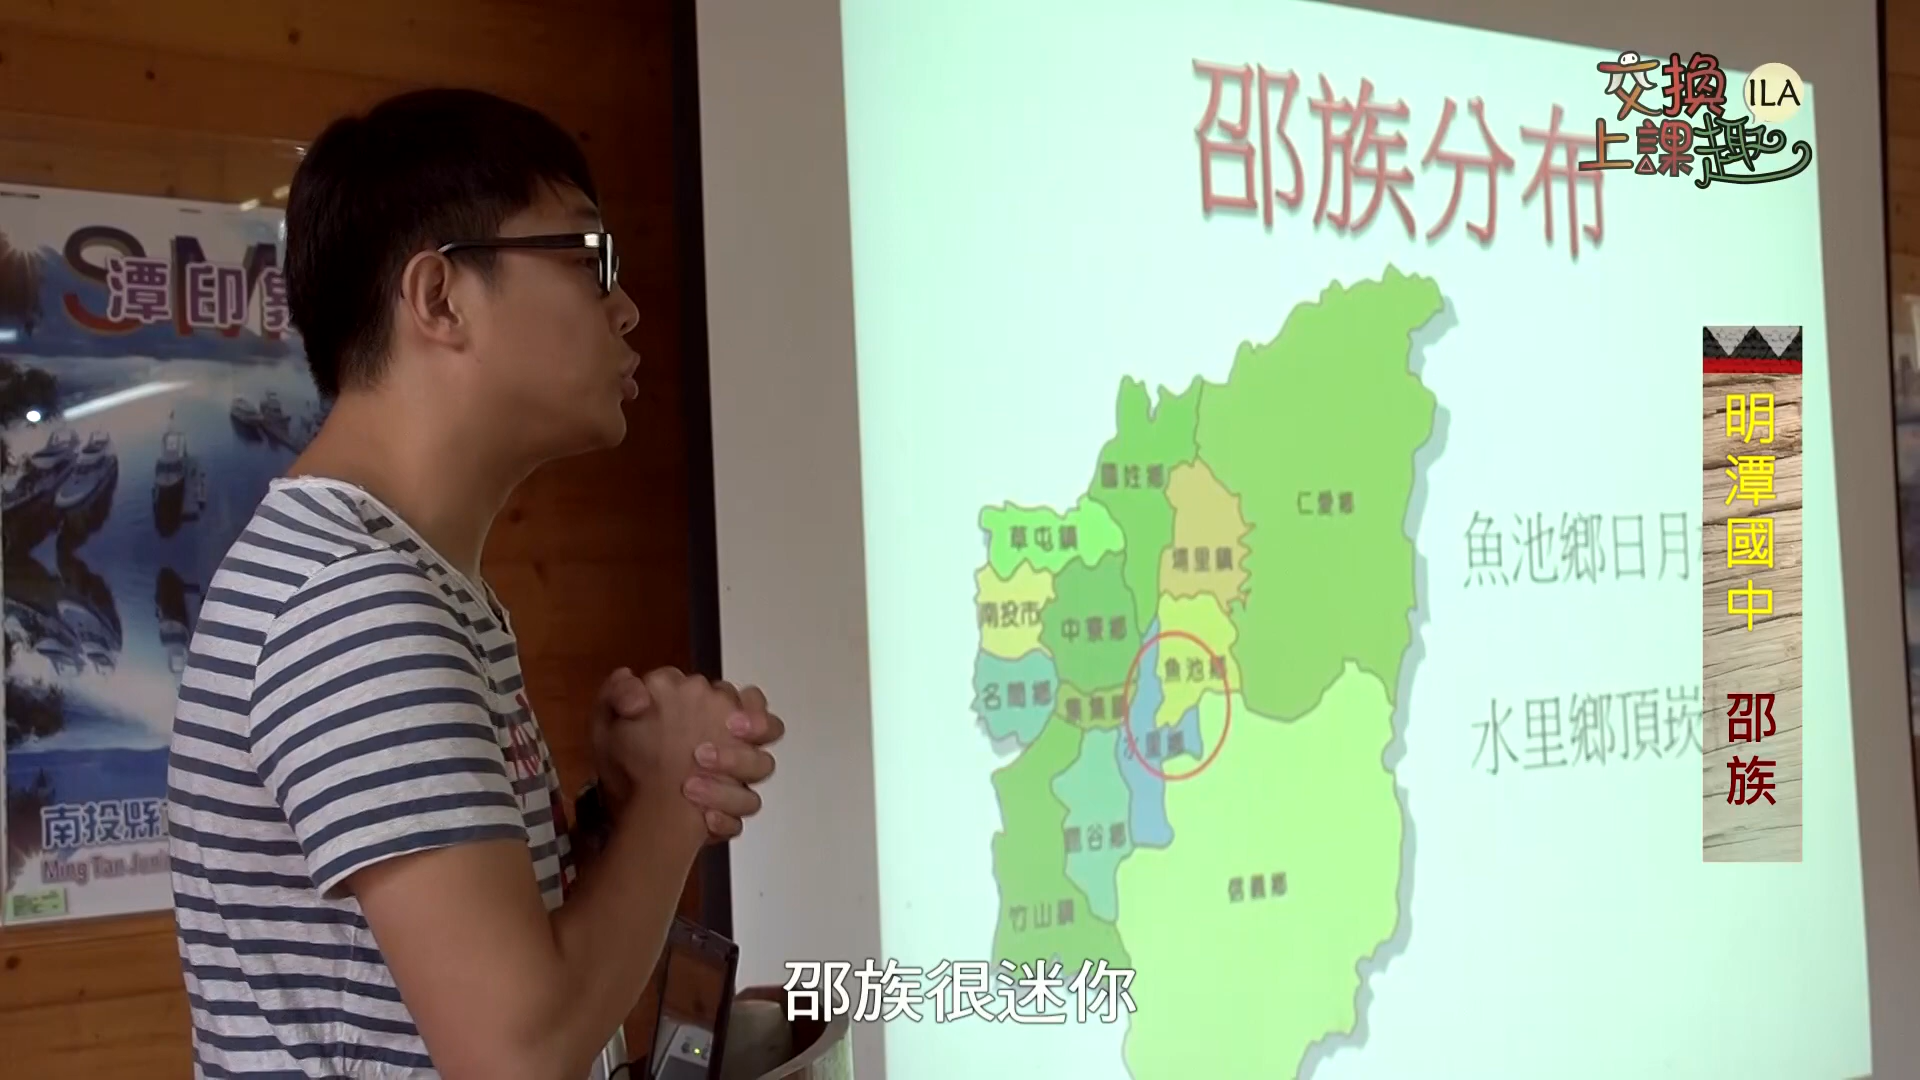 交換
ILA
上課趣
邵族分布
潭印象
國姓鄉
仁愛鄉
草屯鎮
埔里鎮
南投市
中寮鄉
魚池鄉
名間鄉
集集鎮
水里鄉
鹿谷鄉
信義鄉
竹山鎮
魚池鄉日月
水里鄉頂崁
明潭國中 邵族
南投縣
Ming Tan Juni
邵族很迷你